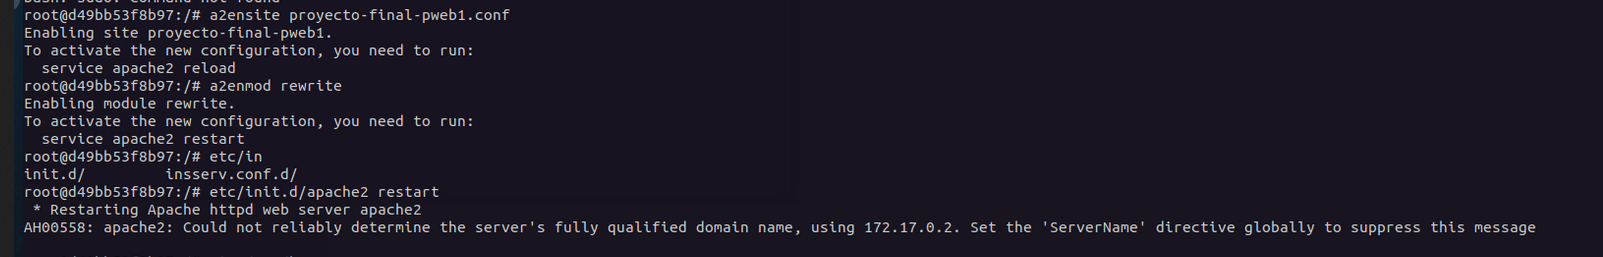 root@d49bb53f8b97:/# a2ensite proyecto-final-pweb1.conf
Enabling site proyecto-final-pweb1.
To activate the new configuration, you need to run:
  service apache2 reload
root@d49bb53f8b97:/# a2enmod rewrite
Enabling module rewrite.
To activate the new configuration, you need to run:
  service apache2 restart
root@d49bb53f8b97:/# etc/in
init.d/         insserv.conf.d/
root@d49bb53f8b97:/# etc/init.d/apache2 restart
 * Restarting Apache httpd web server apache2
AH00558: apache2: Could not reliably determine the server's fully qualified domain name, using 172.17.0.2. Set the 'ServerName' directive globally to suppress this message